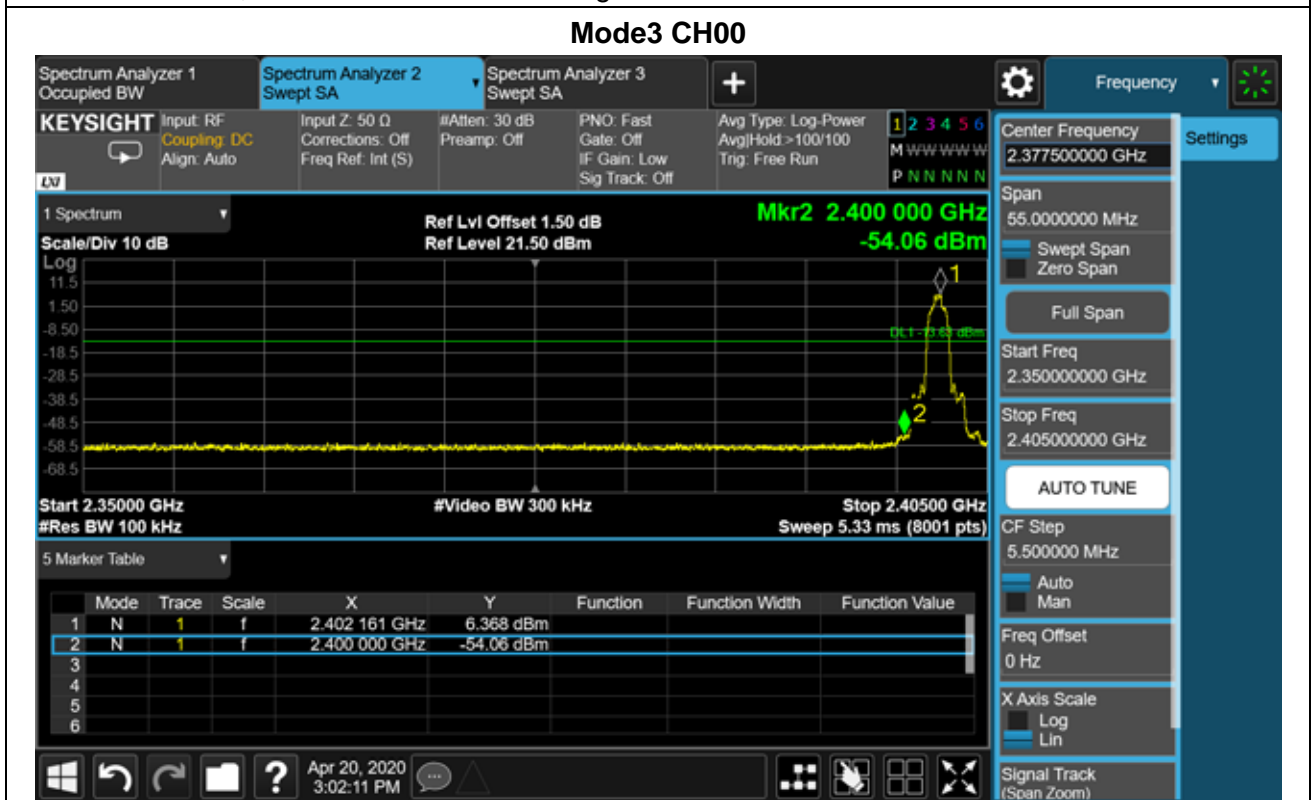 Mode3 CH00
Spectrum Analyzer 1
Occupied BW
Spectrum Analyzer 2
Swept SA
Spectrum Analyzer 3
Swept SA
+
Frequency
KEYSIGHT
LXI
Input: RF
Coupling: DC
Align: Auto
Input Z: 50 Ω
Corrections: Off
Freq Ref: Int (S)
#Atten: 30 dB
Preamp: Off
PNO: Fast
Gate: Off
IF Gain: Low
Sig Track: Off
Avg Type: Log-Power
Avg|Hold:>100/100
Trig: Free Run
1 2 3 4 5 6
M W W W W W
P N N N N N
1 Spectrum
Scale/Div 10 dB
Ref Lvl Offset 1.50 dB
Ref Level 21.50 dBm
Mkr2 2.400 000 GHz
-54.06 dBm
Log
11.5
1.50
-8.50
-18.5
-28.5
-38.5
-48.5
-58.5
-68.5
1
DL1 -13.63 dBm
2
Start 2.35000 GHz
#Res BW 100 kHz
#Video BW 300 kHz
Stop 2.40500 GHz
Sweep 5.33 ms (8001 pts)
5 Marker Table
Mode Trace Scale X Y Function Function Width Function Value
1 N 1 f 2.402 161 GHz 6.368 dBm
2 N 1 f 2.400 000 GHz -54.06 dBm
3
4
5
6
Center Frequency
2.377500000 GHz
Settings
Span
55.0000000 MHz
Swept Span
Zero Span
Full Span
Start Freq
2.350000000 GHz
Stop Freq
2.405000000 GHz
AUTO TUNE
CF Step
5.500000 MHz
Auto
Man
Freq Offset
0 Hz
X Axis Scale
Log
Lin
Signal Track
(Span Zoom)
?
Apr 20, 2020
3:02:11 PM